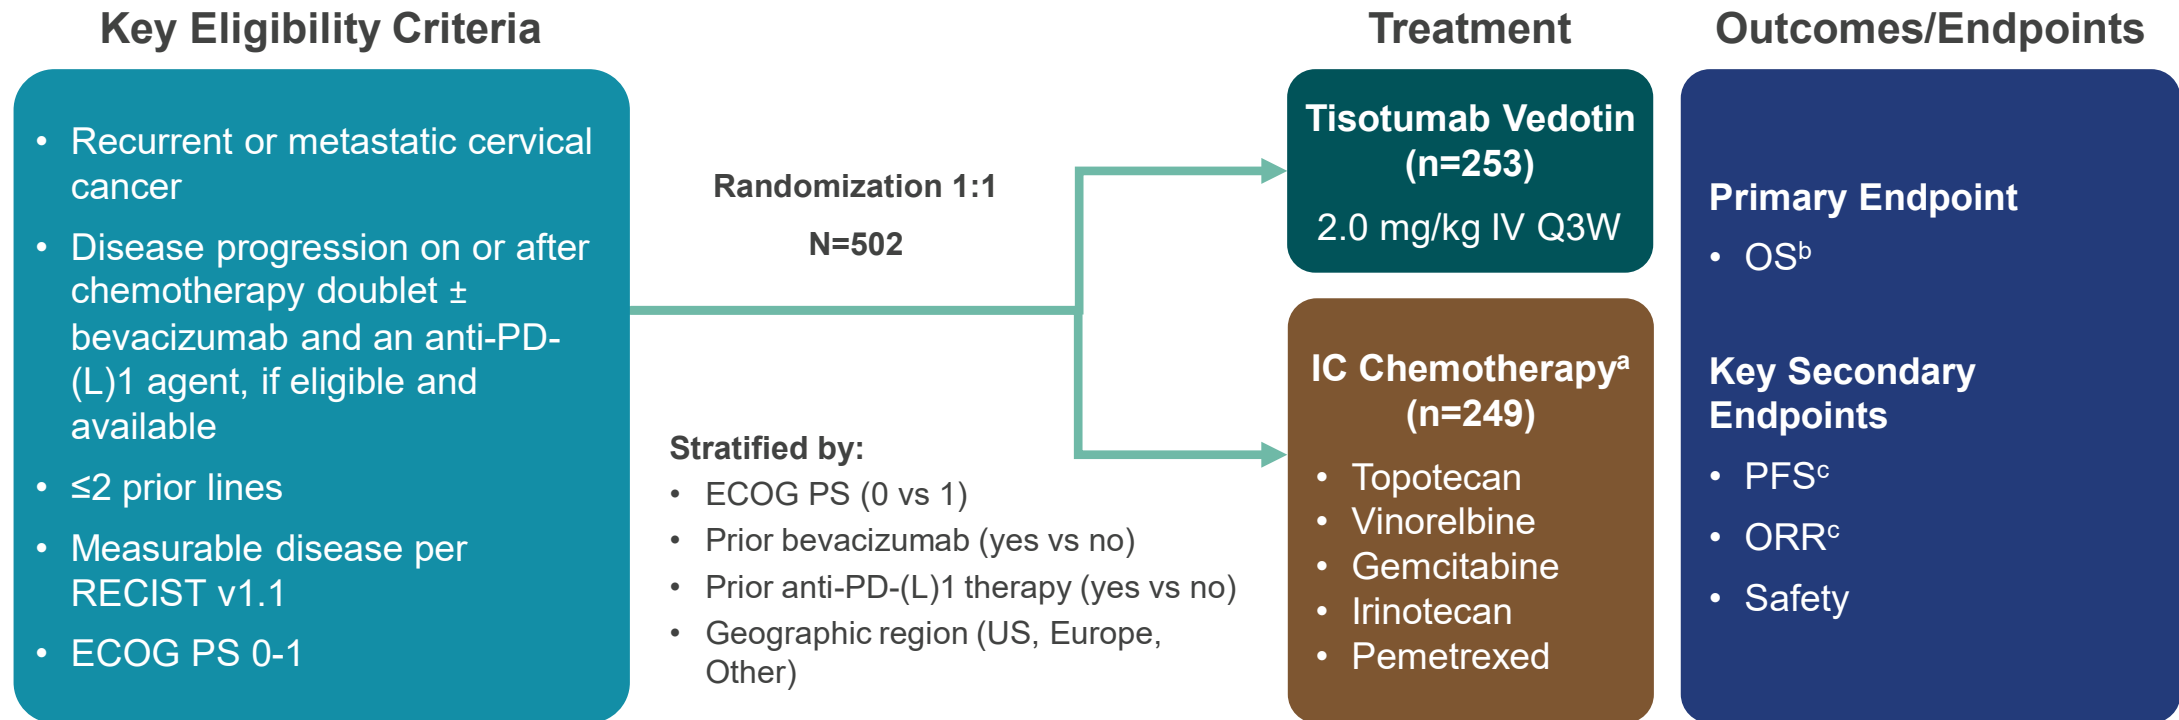 Key Eligibility Criteria
• Recurrent or metastatic cervical
cancer
• Disease progression on or after
chemotherapy doublet ±
bevacizumab and an anti-PD-
(L)1 agent, if eligible and
available
• ≤2 prior lines
• Measurable disease per
RECIST v1.1
• ECOG PS 0-1
Randomization 1:1
N=502
Stratified by:
• ECOG PS (0 vs 1)
• Prior bevacizumab (yes vs no)
• Prior anti-PD-(L)1 therapy (yes vs no)
• Geographic region (US, Europe,
Other)
Treatment
Tisotumab Vedotin
(n=253)
2.0 mg/kg IV Q3W
IC Chemotherapyᵃ
(n=249)
• Topotecan
• Vinorelbine
• Gemcitabine
• Irinotecan
• Pemetrexed
Outcomes/Endpoints
Primary Endpoint
• OSᵇ
Key Secondary
Endpoints
• PFSᶜ
• ORRᶜ
• Safety